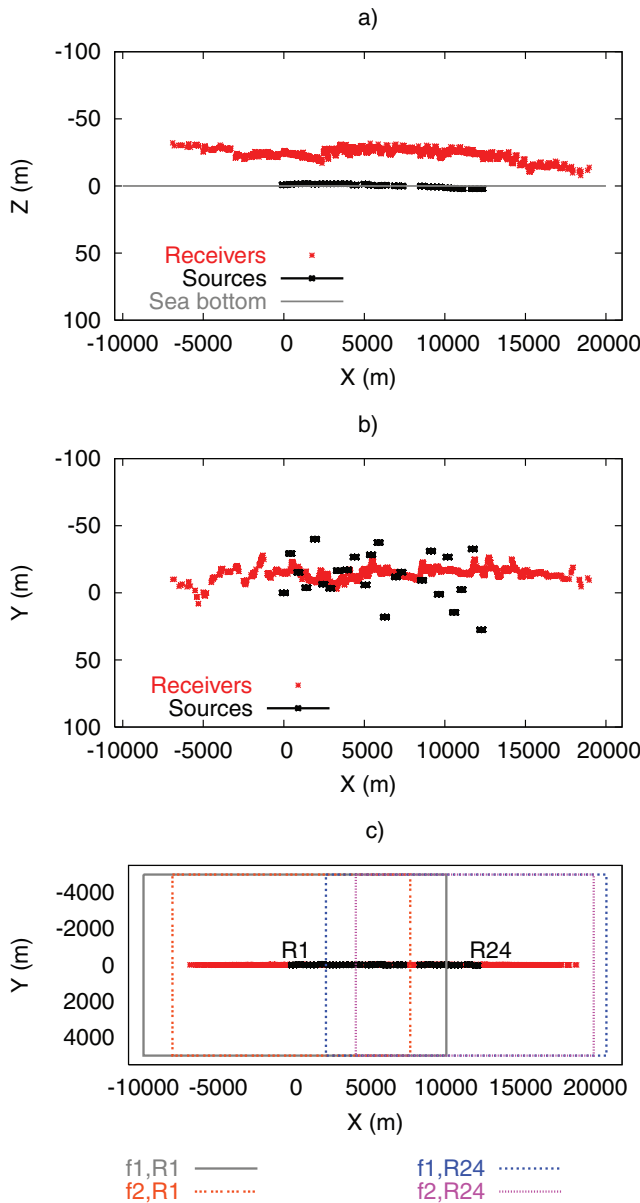 a)
-100
-50
0
50
100
Z (m)
Receivers
Sources
Sea bottom
-10000 -5000 0 5000 10000 15000 20000
X (m)
b)
-100
-50
0
50
100
Y (m)
Receivers
Sources
-10000 -5000 0 5000 10000 15000 20000
X (m)
c)
-4000
-2000
0
2000
4000
Y (m)
R1 R24
-10000 -5000 0 5000 10000 15000 20000
X (m)
f1,R1 f1,R24
f2,R1 f2,R24